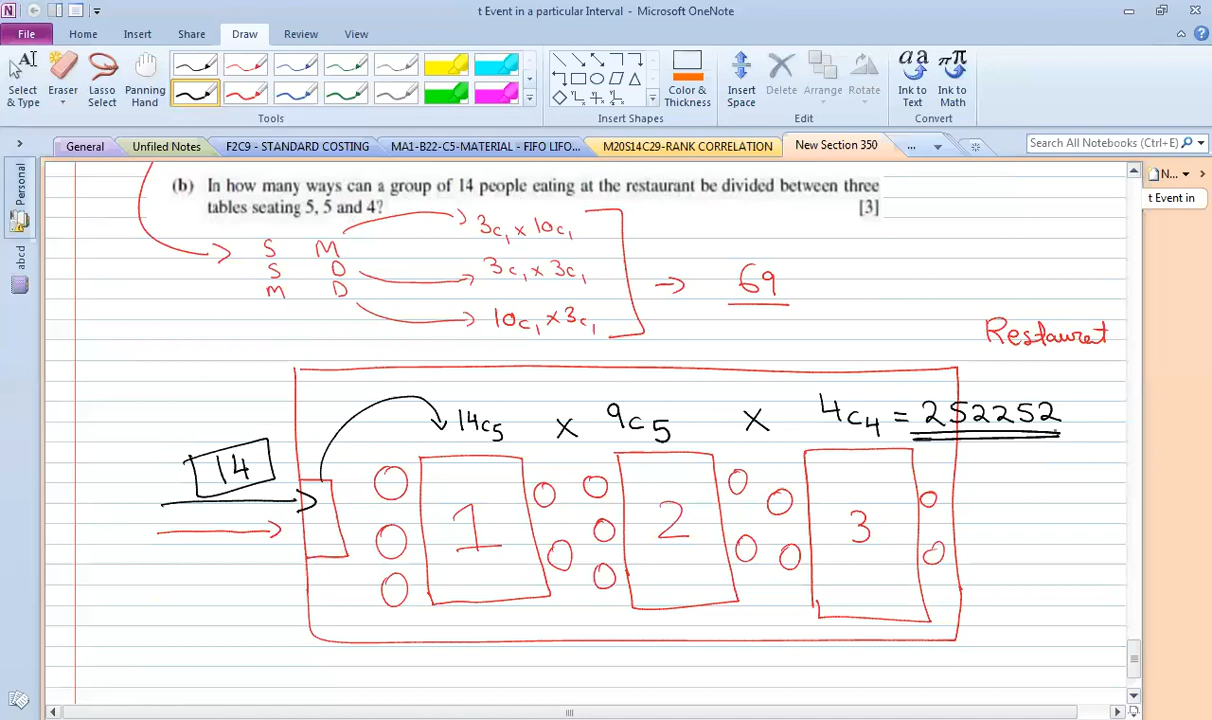 t Event in a particular Interval - Microsoft OneNote
File Home Insert Share Draw Review View
Select & Type
Eraser
Lasso Select
Panning Hand
Color & Thickness
Insert Space
Delete
Arrange
Rotate
Ink to Text
Ink to Math
Tools
Insert Shapes
Edit
Convert
General
Unfiled Notes
F2C9 - STANDARD COSTING
MA1-B22-C5-MATERIAL - FIFO LIFO...
M20S14C29-RANK CORRELATION
New Section 350
...
Search All Notebooks (Ctrl+E)
Personal
abcd
N...
t Event in
(b) In how many ways can a group of 14 people eating at the restaurant be divided between three
tables seating 5, 5 and 4? [3]
S M 3c₁ x 10c₁
S D 3c₁ x 3c₁
M D 10c₁ x 3c₁
69
Restaurent
14c₅ x 9c₅ x 4c₄ = 252252
14
1 2 3